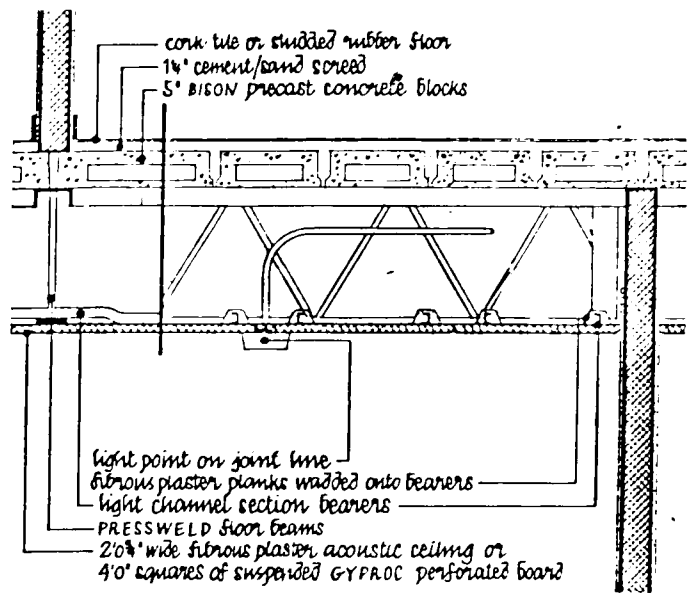 cork tile or studded rubber floor
1¼" cement/sand screed
5" BISON precast concrete blocks
light point on joint line
fibrous plaster planks wadded onto bearers
light channel section bearers
PRESSWELD floor beams
2'0¾" wide fibrous plaster acoustic ceiling or
4'0" squares of suspended GYPROC perforated board